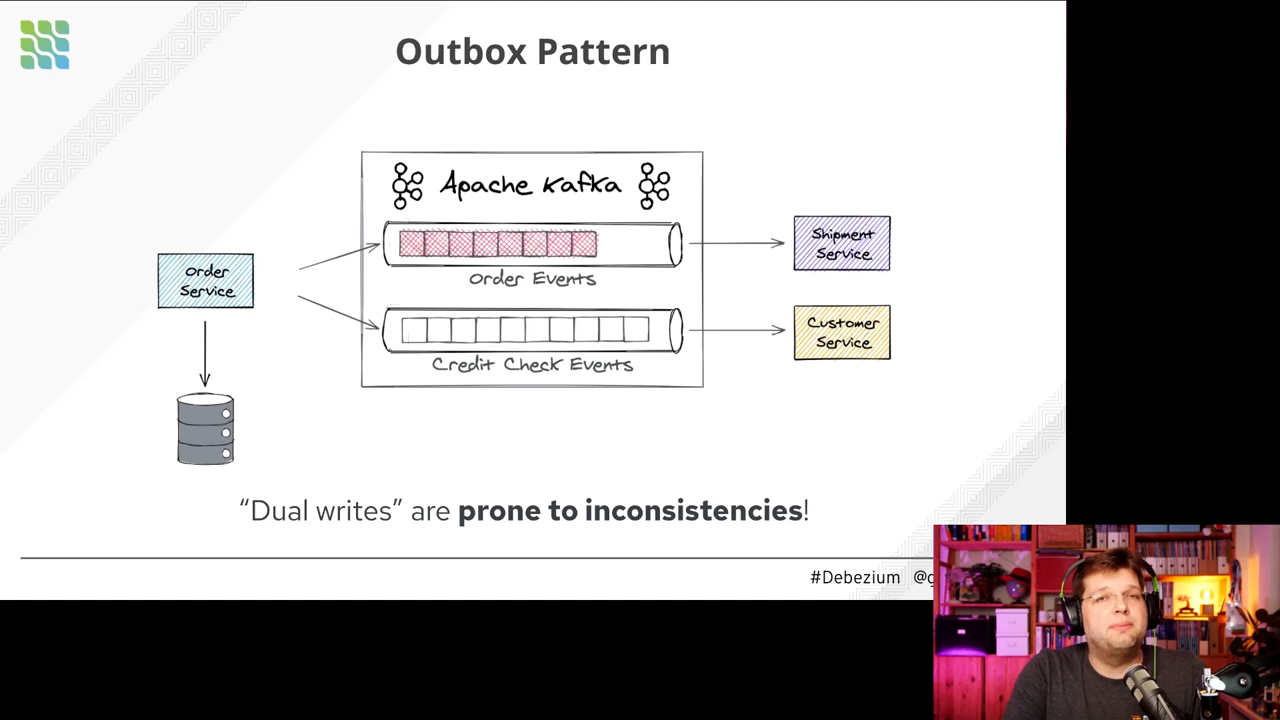 Outbox Pattern
Apache Kafka
Order Events
Credit Check Events
Order
Service
Shipment
Service
Customer
Service
“Dual writes” are prone to inconsistencies!
#Debezium @g